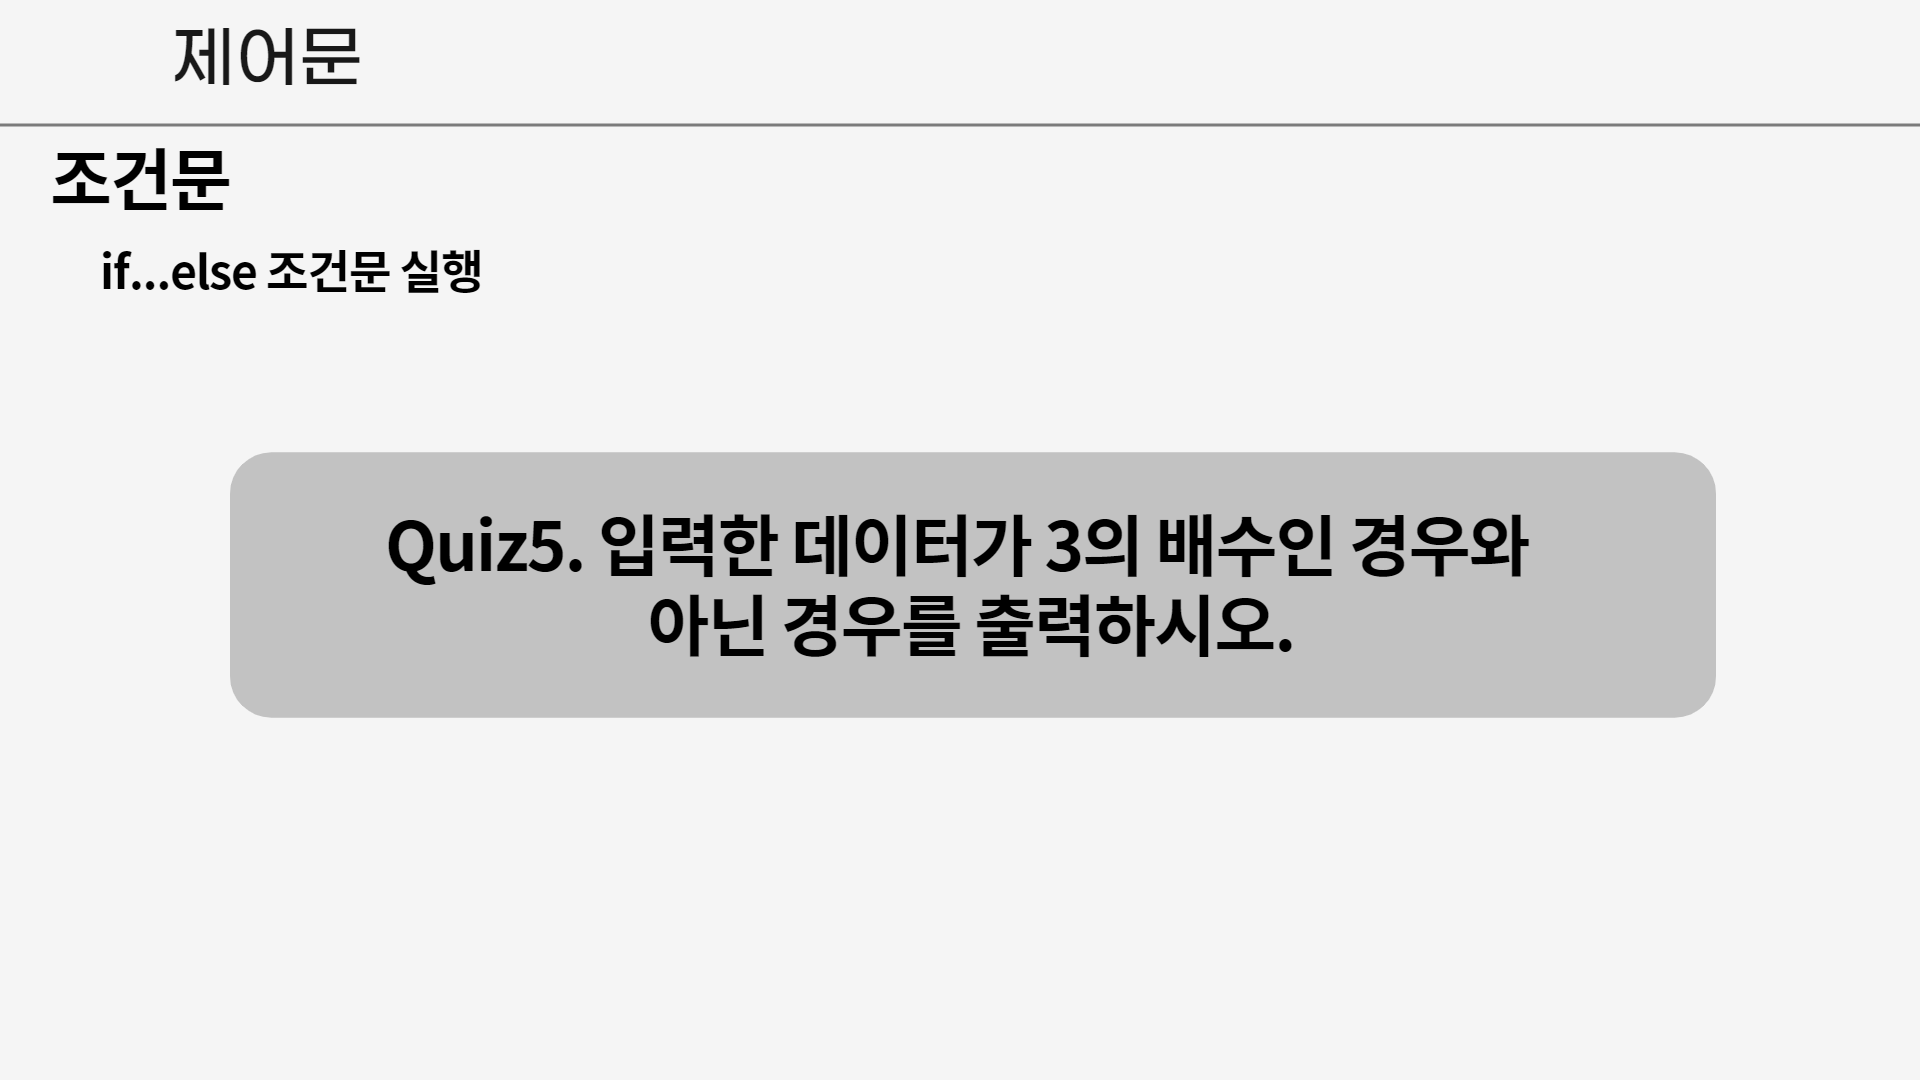 제어문
조건문
if...else 조건문 실행
Quiz5. 입력한 데이터가 3의 배수인 경우와
아닌 경우를 출력하시오.